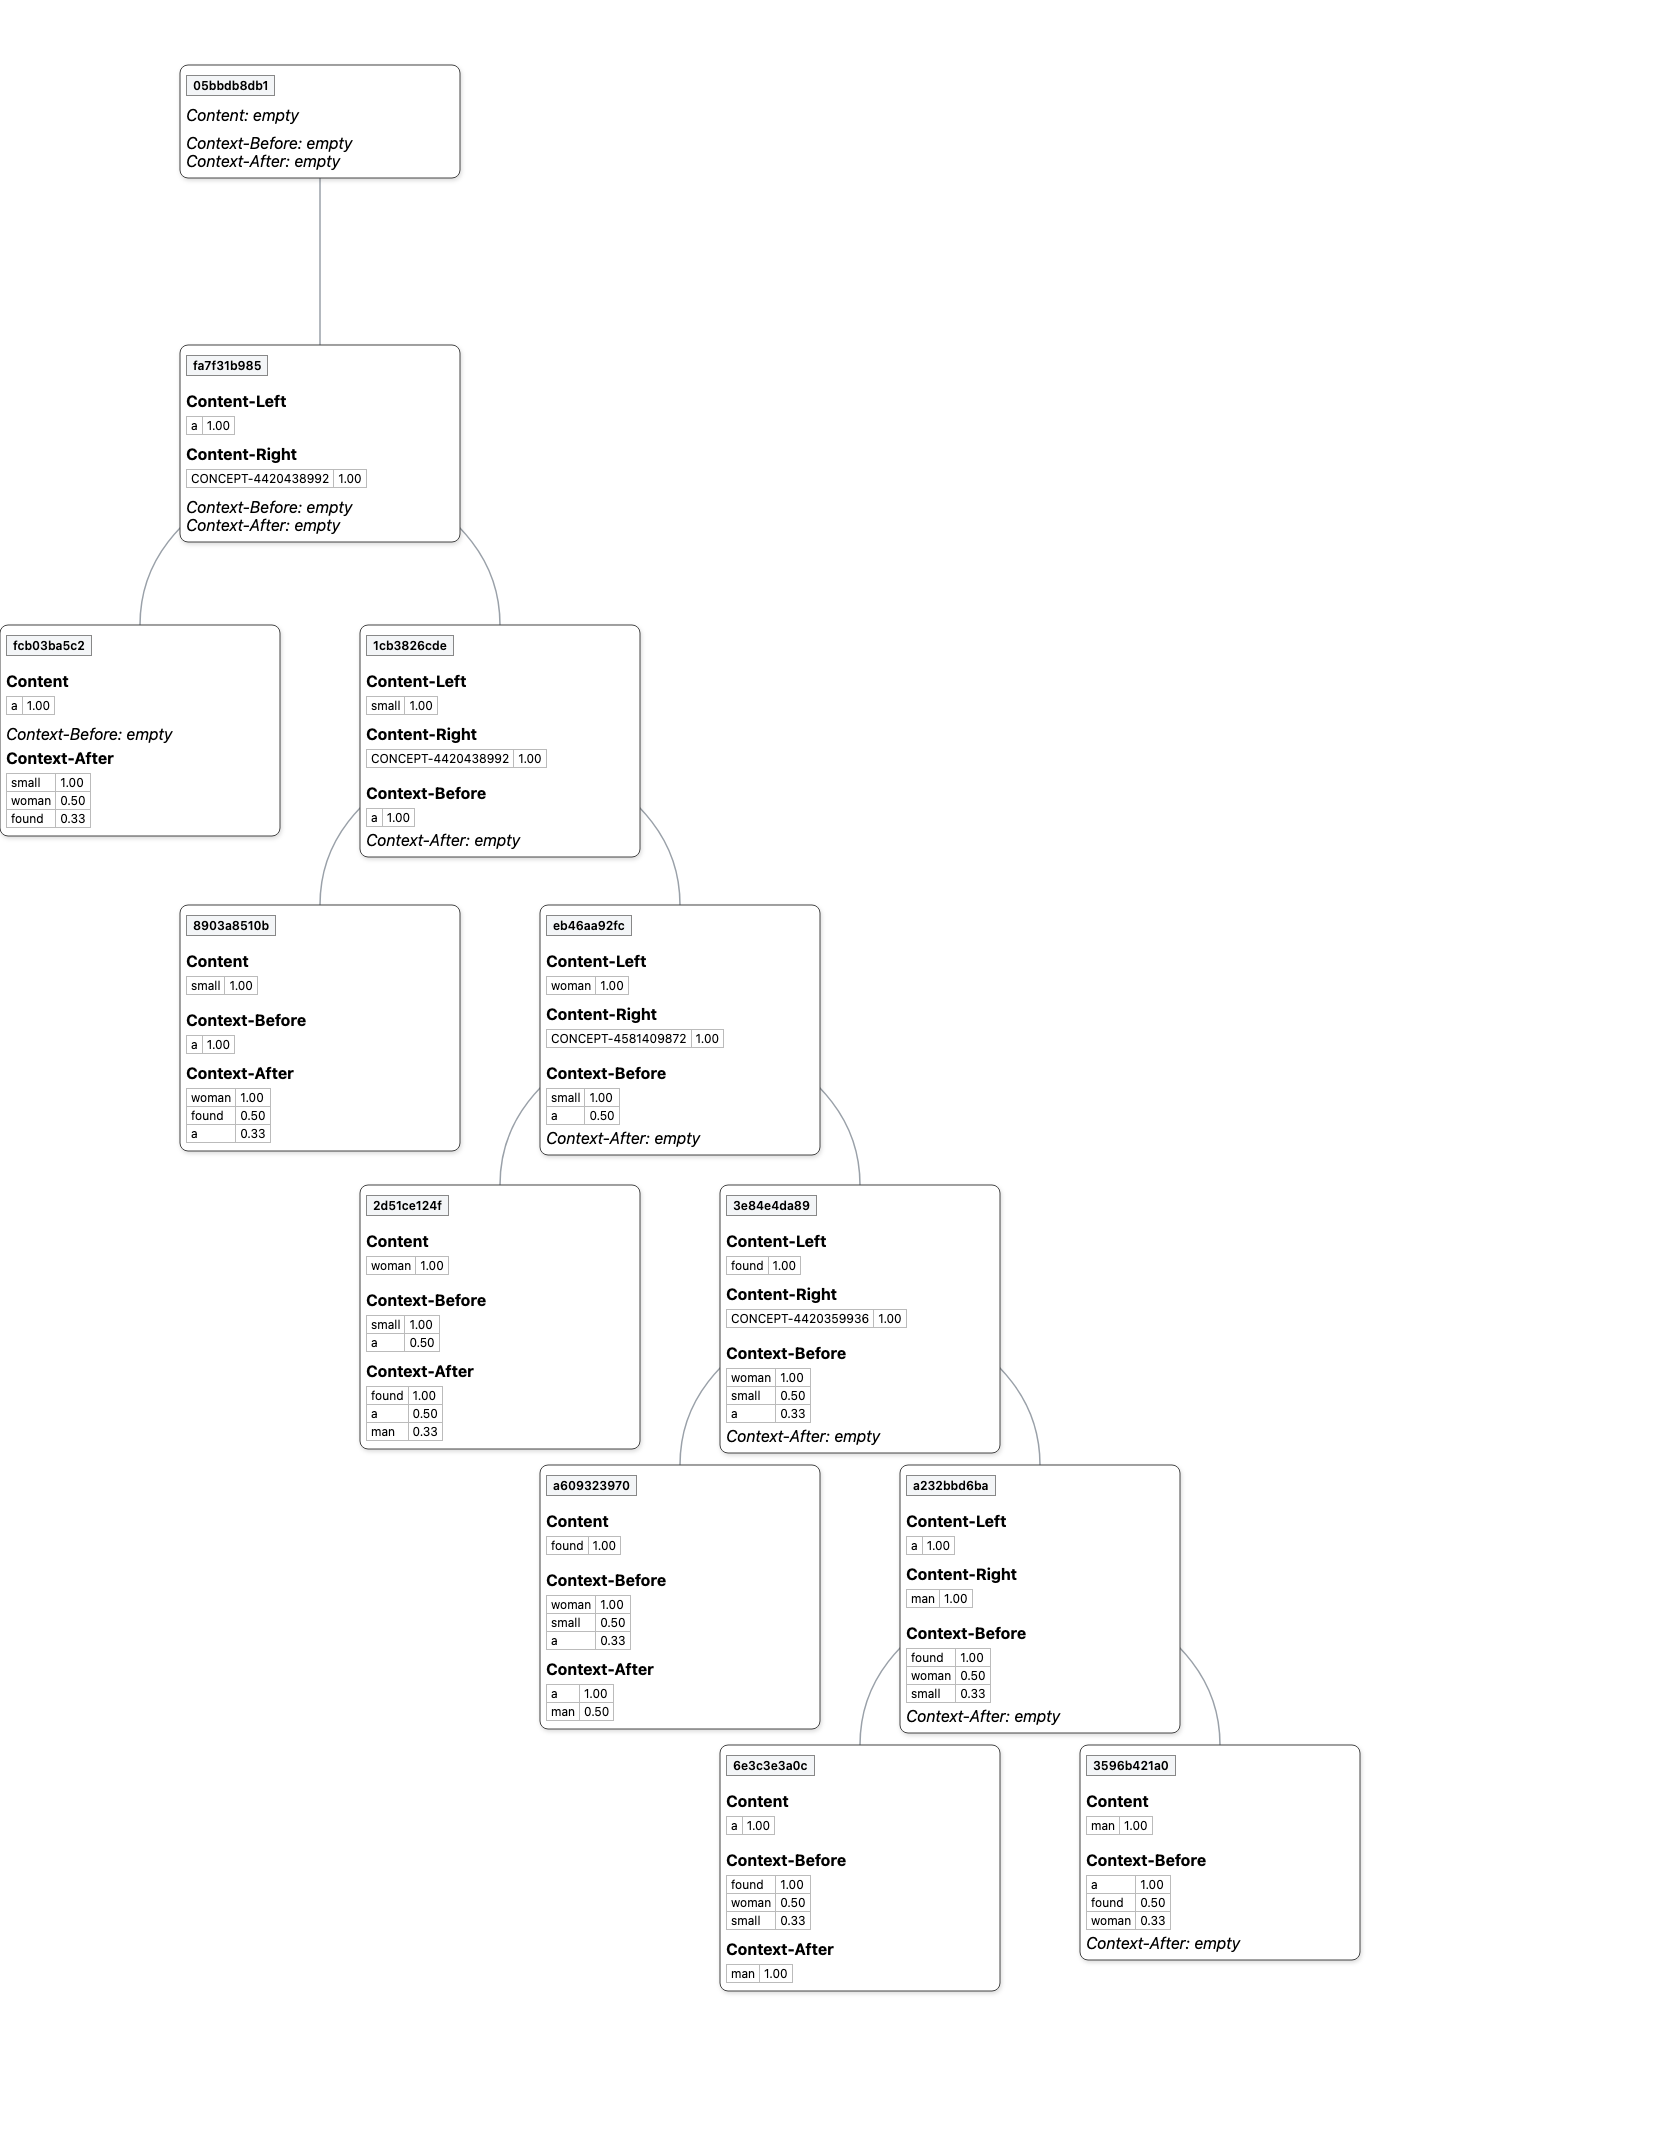 05bbdb8db1
Content: empty
Context-Before: empty
Context-After: empty
fa7f31b985
Content-Left
a 1.00
Content-Right
CONCEPT-4420438992 1.00
Context-Before: empty
Context-After: empty
fcb03ba5c2
Content
a 1.00
Context-Before: empty
Context-After
small 1.00
woman 0.50
found 0.33
1cb3826cde
Content-Left
small 1.00
Content-Right
CONCEPT-4420438992 1.00
Context-Before
a 1.00
Context-After: empty
8903a8510b
Content
small 1.00
Context-Before
a 1.00
Context-After
woman 1.00
found 0.50
a 0.33
eb46aa92fc
Content-Left
woman 1.00
Content-Right
CONCEPT-4581409872 1.00
Context-Before
small 1.00
a 0.50
Context-After: empty
2d51ce124f
Content
woman 1.00
Context-Before
small 1.00
a 0.50
Context-After
found 1.00
a 0.50
man 0.33
3e84e4da89
Content-Left
found 1.00
Content-Right
CONCEPT-4420359936 1.00
Context-Before
woman 1.00
small 0.50
a 0.33
Context-After: empty
a609323970
Content
found 1.00
Context-Before
woman 1.00
small 0.50
a 0.33
Context-After
a 1.00
man 0.50
a232bbd6ba
Content-Left
a 1.00
Content-Right
man 1.00
Context-Before
found 1.00
woman 0.50
small 0.33
Context-After: empty
6e3c3e3a0c
Content
a 1.00
Context-Before
found 1.00
woman 0.50
small 0.33
Context-After
man 1.00
3596b421a0
Content
man 1.00
Context-Before
a 1.00
found 0.50
woman 0.33
Context-After: empty